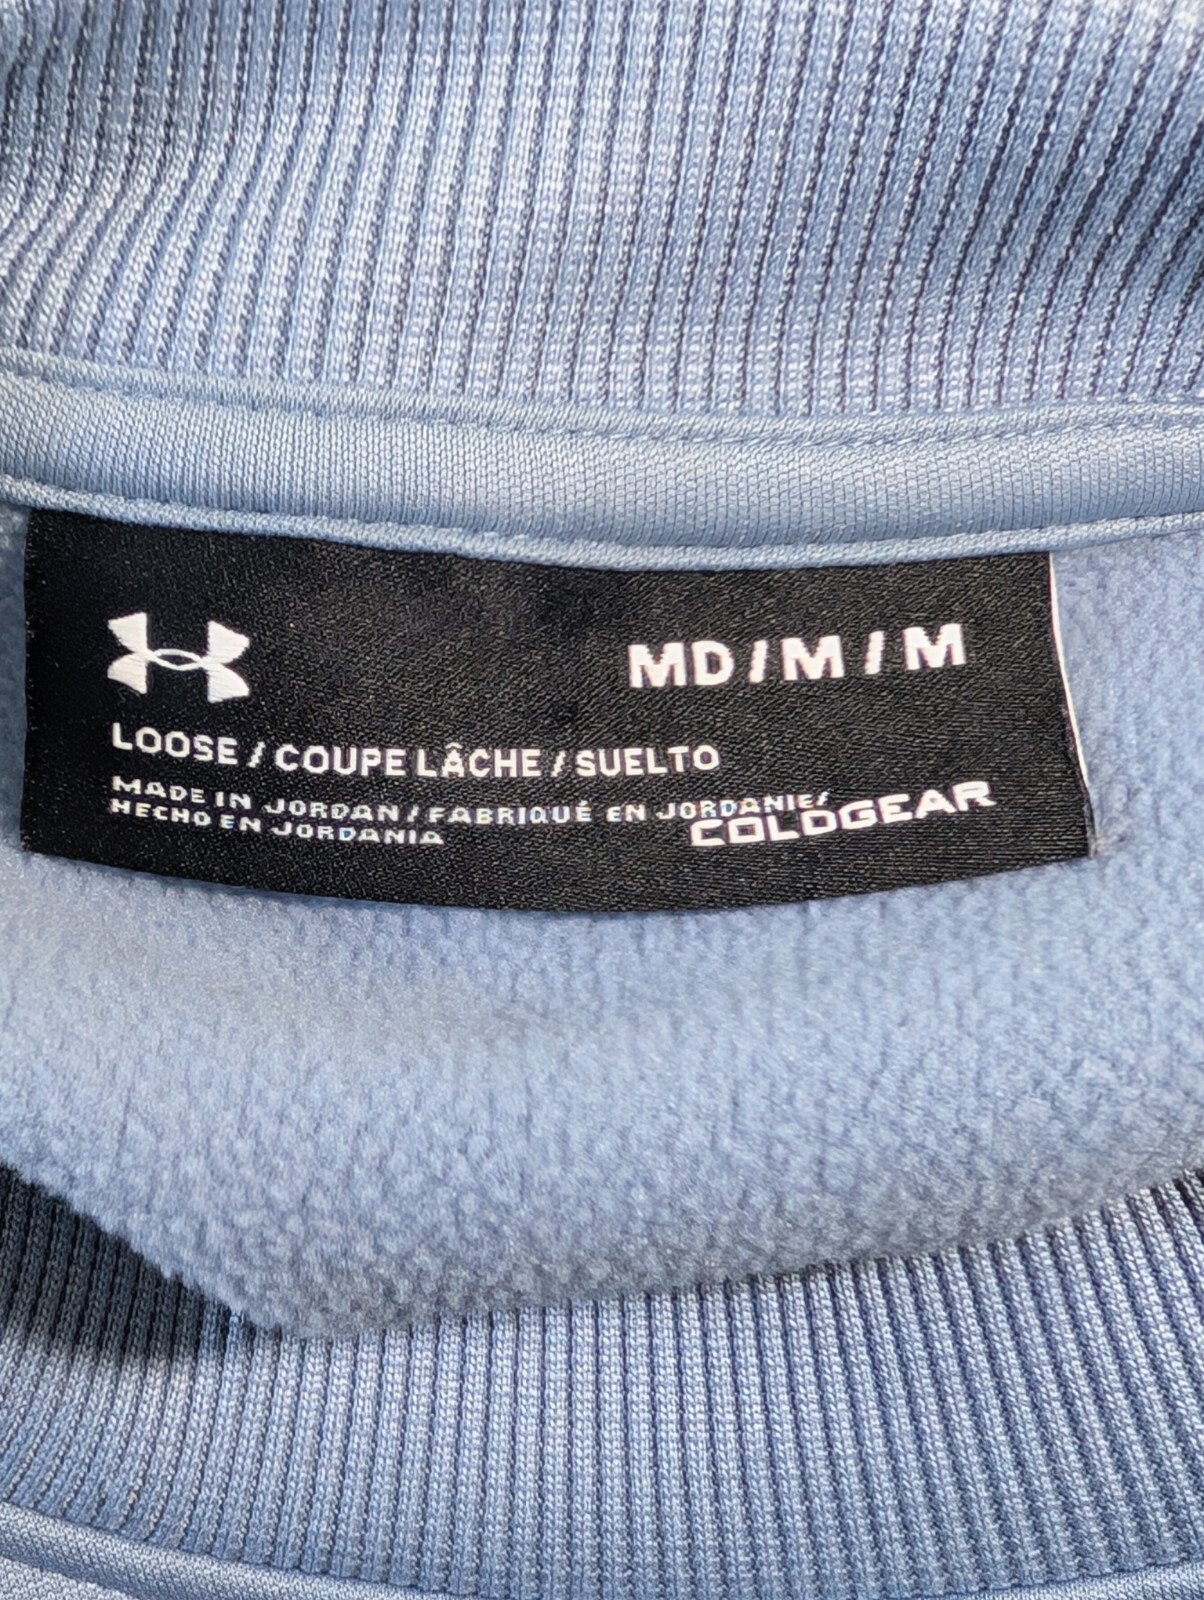 MD / M / M
LOOSE / COUPE LÂCHE / SUELTO
MADE IN JORDAN / FABRIQUÉ EN JORDANIE/
HECHO EN JORDANIA
COLDGEAR